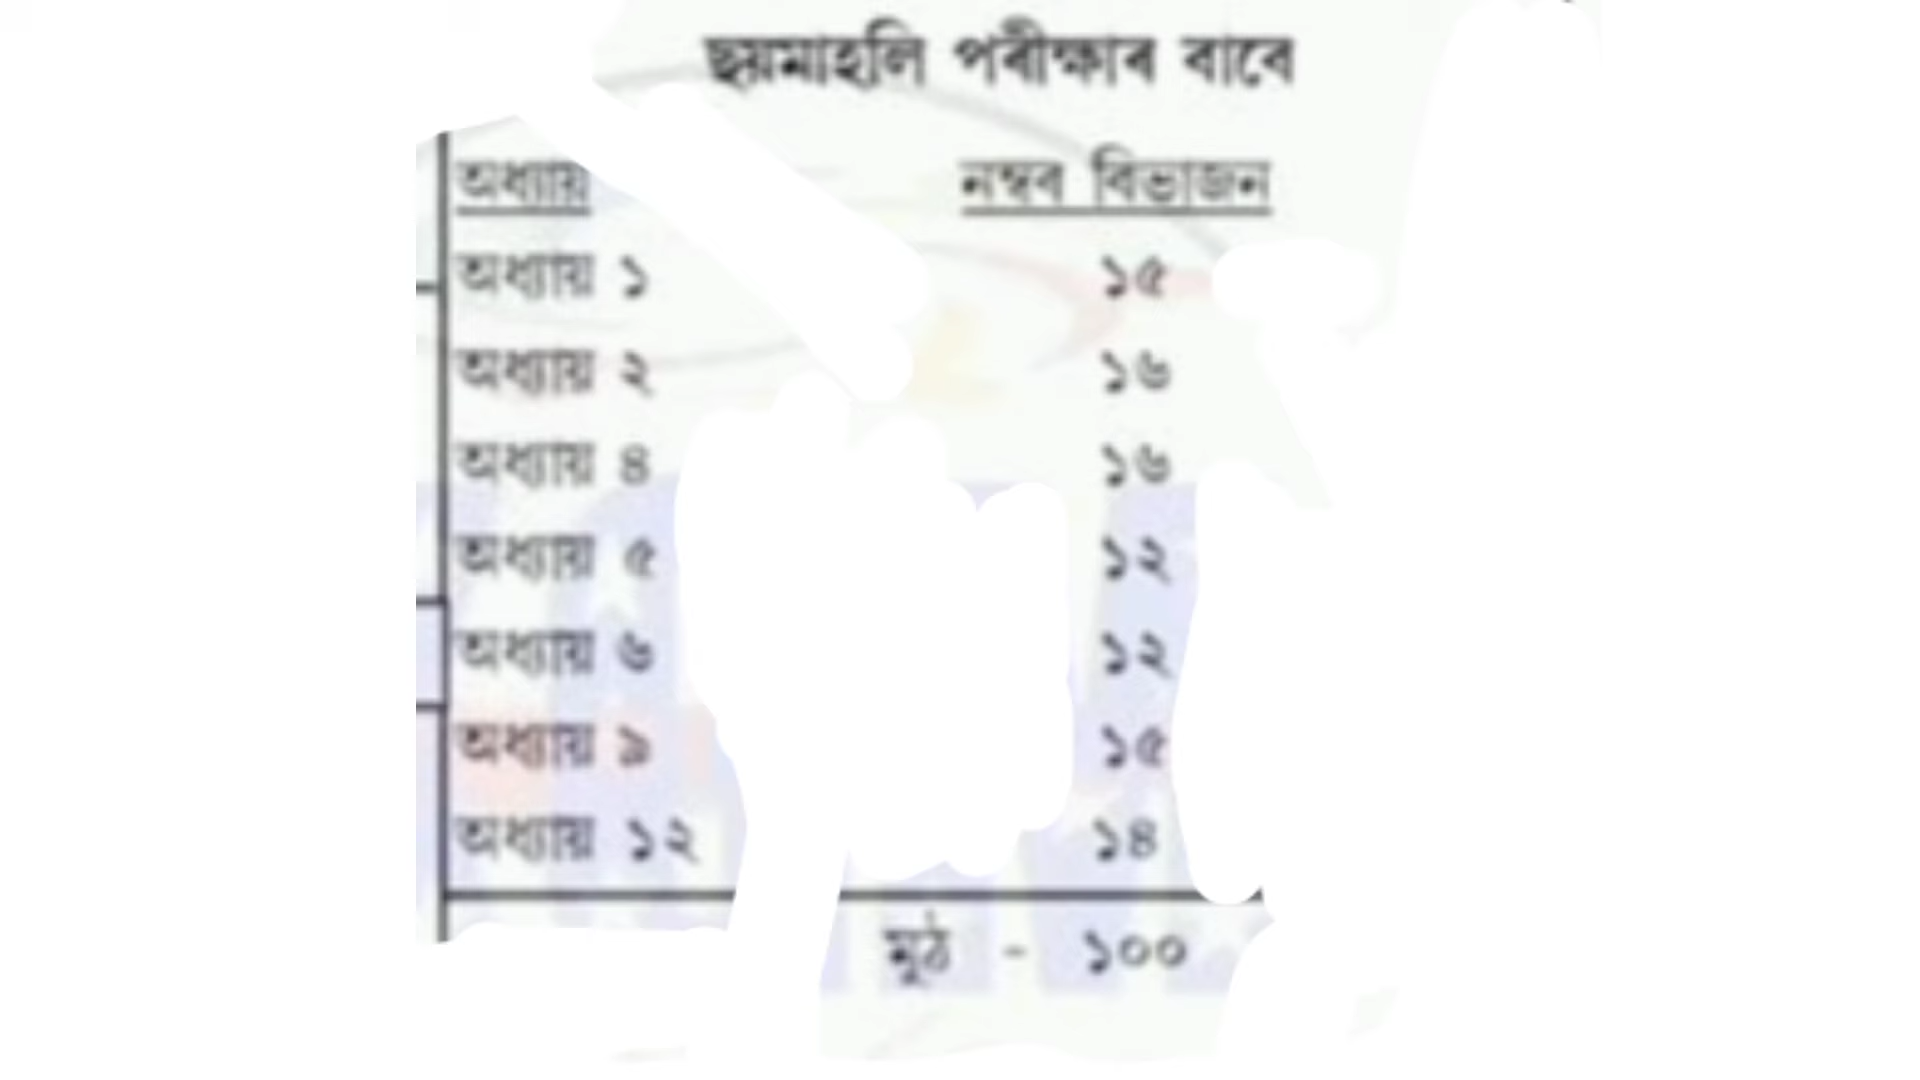 ছয়মাহলি পৰীক্ষাৰ বাবে
অধ্যায় নম্বৰ বিভাজন
অধ্যায় ১ ১৫
অধ্যায় ২ ১৬
অধ্যায় ৪ ১৬
অধ্যায় ৫ ১২
অধ্যায় ৬ ১২
অধ্যায় ৯ ১৫
অধ্যায় ১২ ১৪
মুঠ - ১০০